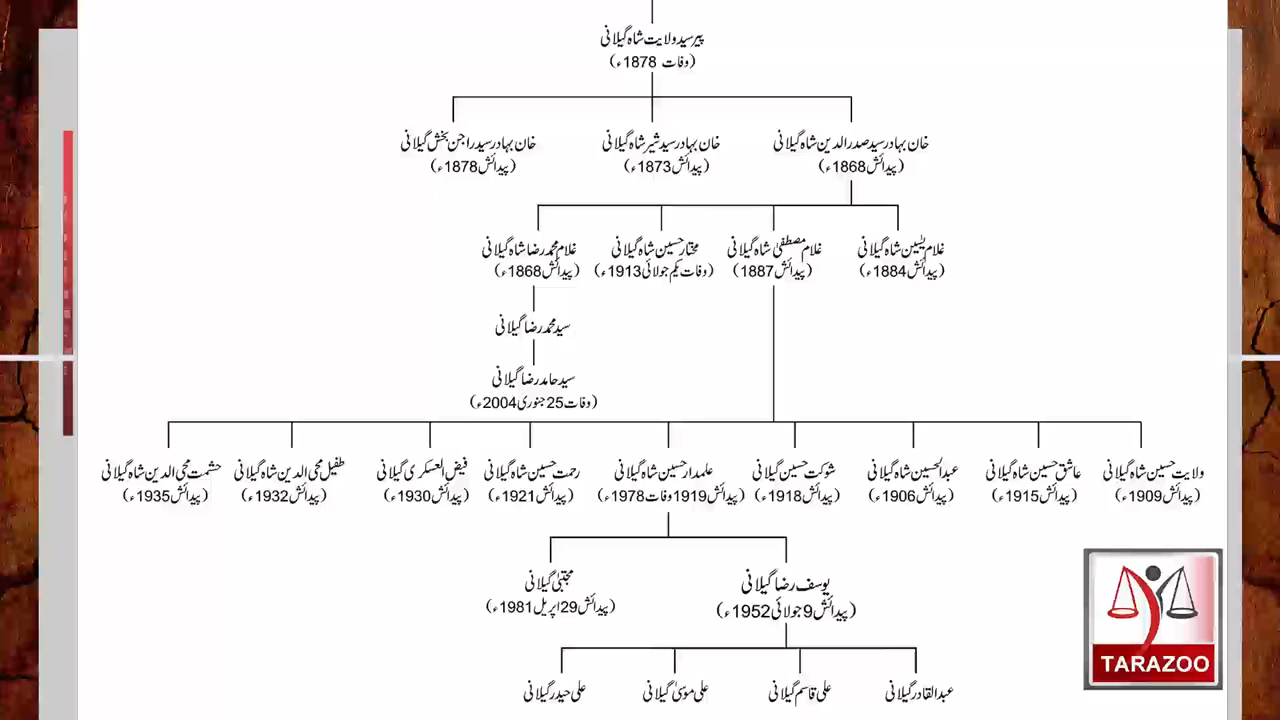 پیر سید ولایت شاہ گیلانی
(وفات 1878ء)
خان بہادر سید صدر الدین شاہ گیلانی
(پیدائش 1868ء)
خان بہادر سید شیر شاہ گیلانی
(پیدائش 1873ء)
خان بہادر سید راجن بخش گیلانی
(پیدائش 1878ء)
غلام یٰسین شاہ گیلانی
(پیدائش 1884ء)
غلام مصطفیٰ شاہ گیلانی
(پیدائش 1887)
مختار حسین شاہ گیلانی
(وفات یکم جولائی 1913ء)
غلام محمد رضا شاہ گیلانی
(پیدائش 1868ء)
سید محمد رضا گیلانی
سید حامد رضا گیلانی
(وفات 25 جنوری 2004ء)
ولایت حسین شاہ گیلانی
(پیدائش 1909ء)
عاشق حسین شاہ گیلانی
(پیدائش 1915ء)
عبدالحسین شاہ گیلانی
(پیدائش 1906ء)
شوکت حسین گیلانی
(پیدائش 1918ء)
علمدار حسین شاہ گیلانی
(پیدائش 1919 وفات 1978ء)
رحمت حسین شاہ گیلانی
(پیدائش 1921ء)
فیض العسکری گیلانی
(پیدائش 1930ء)
طفیل محی الدین شاہ گیلانی
(پیدائش 1932ء)
حشمت محی الدین شاہ گیلانی
(پیدائش 1935ء)
یوسف رضا گیلانی
(پیدائش 9 جولائی 1952ء)
مجتبیٰ گیلانی
(پیدائش 29 اپریل 1981ء)
عبدالقادر گیلانی
علی قاسم گیلانی
علی موسیٰ گیلانی
علی حیدر گیلانی
TARAZOO